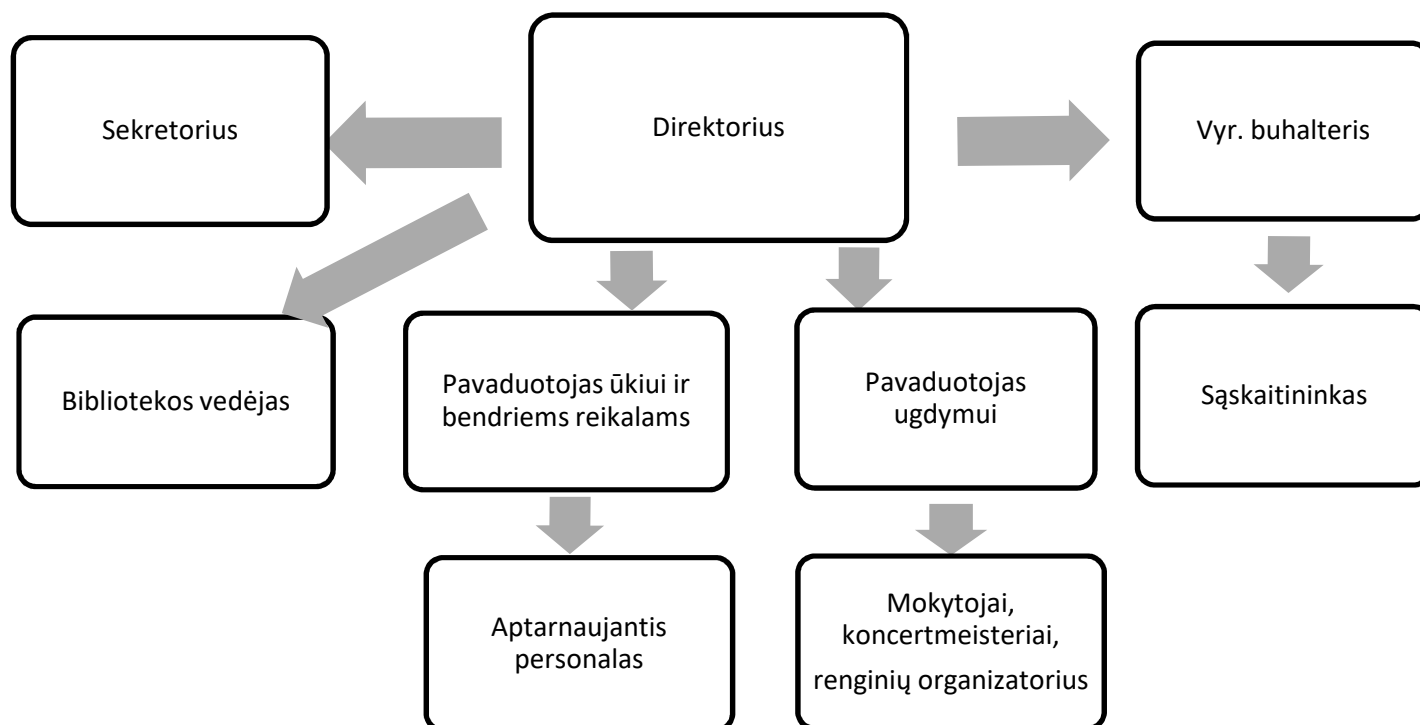 Sekretorius
Direktorius
Vyr. buhalteris
Bibliotekos vedėjas
Pavaduotojas ūkiui ir
bendriems reikalams
Pavaduotojas
ugdymui
Sąskaitininkas
Aptarnaujantis
personalas
Mokytojai,
koncertmeisteriai,
renginių organizatorius